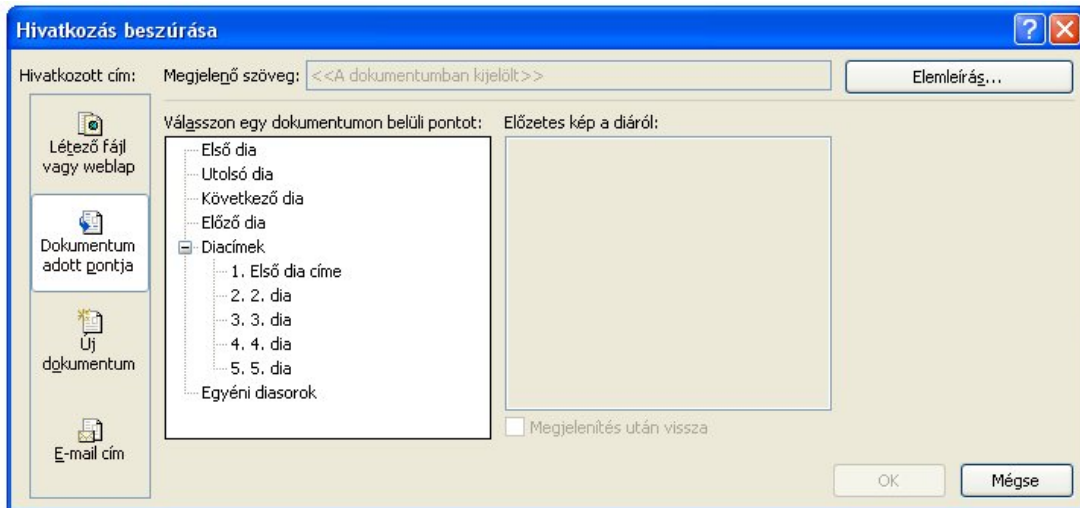 Hivatkozás beszúrása
Hivatkozott cím:
Megjelenő szöveg: <<A dokumentumban kijelölt>>
Elemleírás...
Létező fájl
vagy weblap
Dokumentum
adott pontja
Új
dokumentum
E-mail cím
Válasszon egy dokumentumon belüli pontot:
Első dia
Utolsó dia
Következő dia
Előző dia
Diacímek
1. Első dia címe
2. 2. dia
3. 3. dia
4. 4. dia
5. 5. dia
Egyéni diasorok
Előzetes kép a diáról:
Megjelenítés után vissza
OK
Mégse